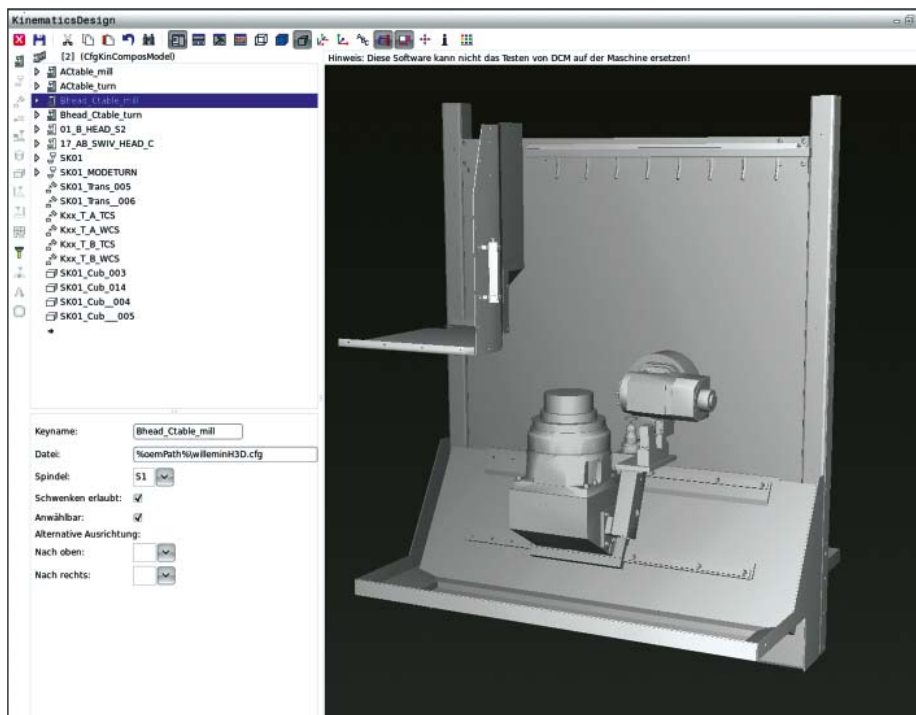 KinematicsDesign
[2] (CfgKinComposModel)
Hinweis: Diese Software kann nicht das Testen von DCM auf der Maschine ersetzen!
ACtable_mill
ACtable_turn
Bhead_Ctable_mill
Bhead_Ctable_turn
01_B_HEAD_S2
17_AB_SWIV_HEAD_C
SK01
SK01_MODETURN
SK01_Trans_005
SK01_Trans__006
Kxx_T_A_TCS
Kxx_T_A_WCS
Kxx_T_B_TCS
Kxx_T_B_WCS
SK01_Cub_003
SK01_Cub_014
SK01_Cub__004
SK01_Cub___005
Keyname: Bhead_Ctable_mill
Datei: %oemPath%\willeminH3D.cfg
Spindel: S1
Schwenken erlaubt:
Anwählbar:
Alternative Ausrichtung:
Nach oben:
Nach rechts: